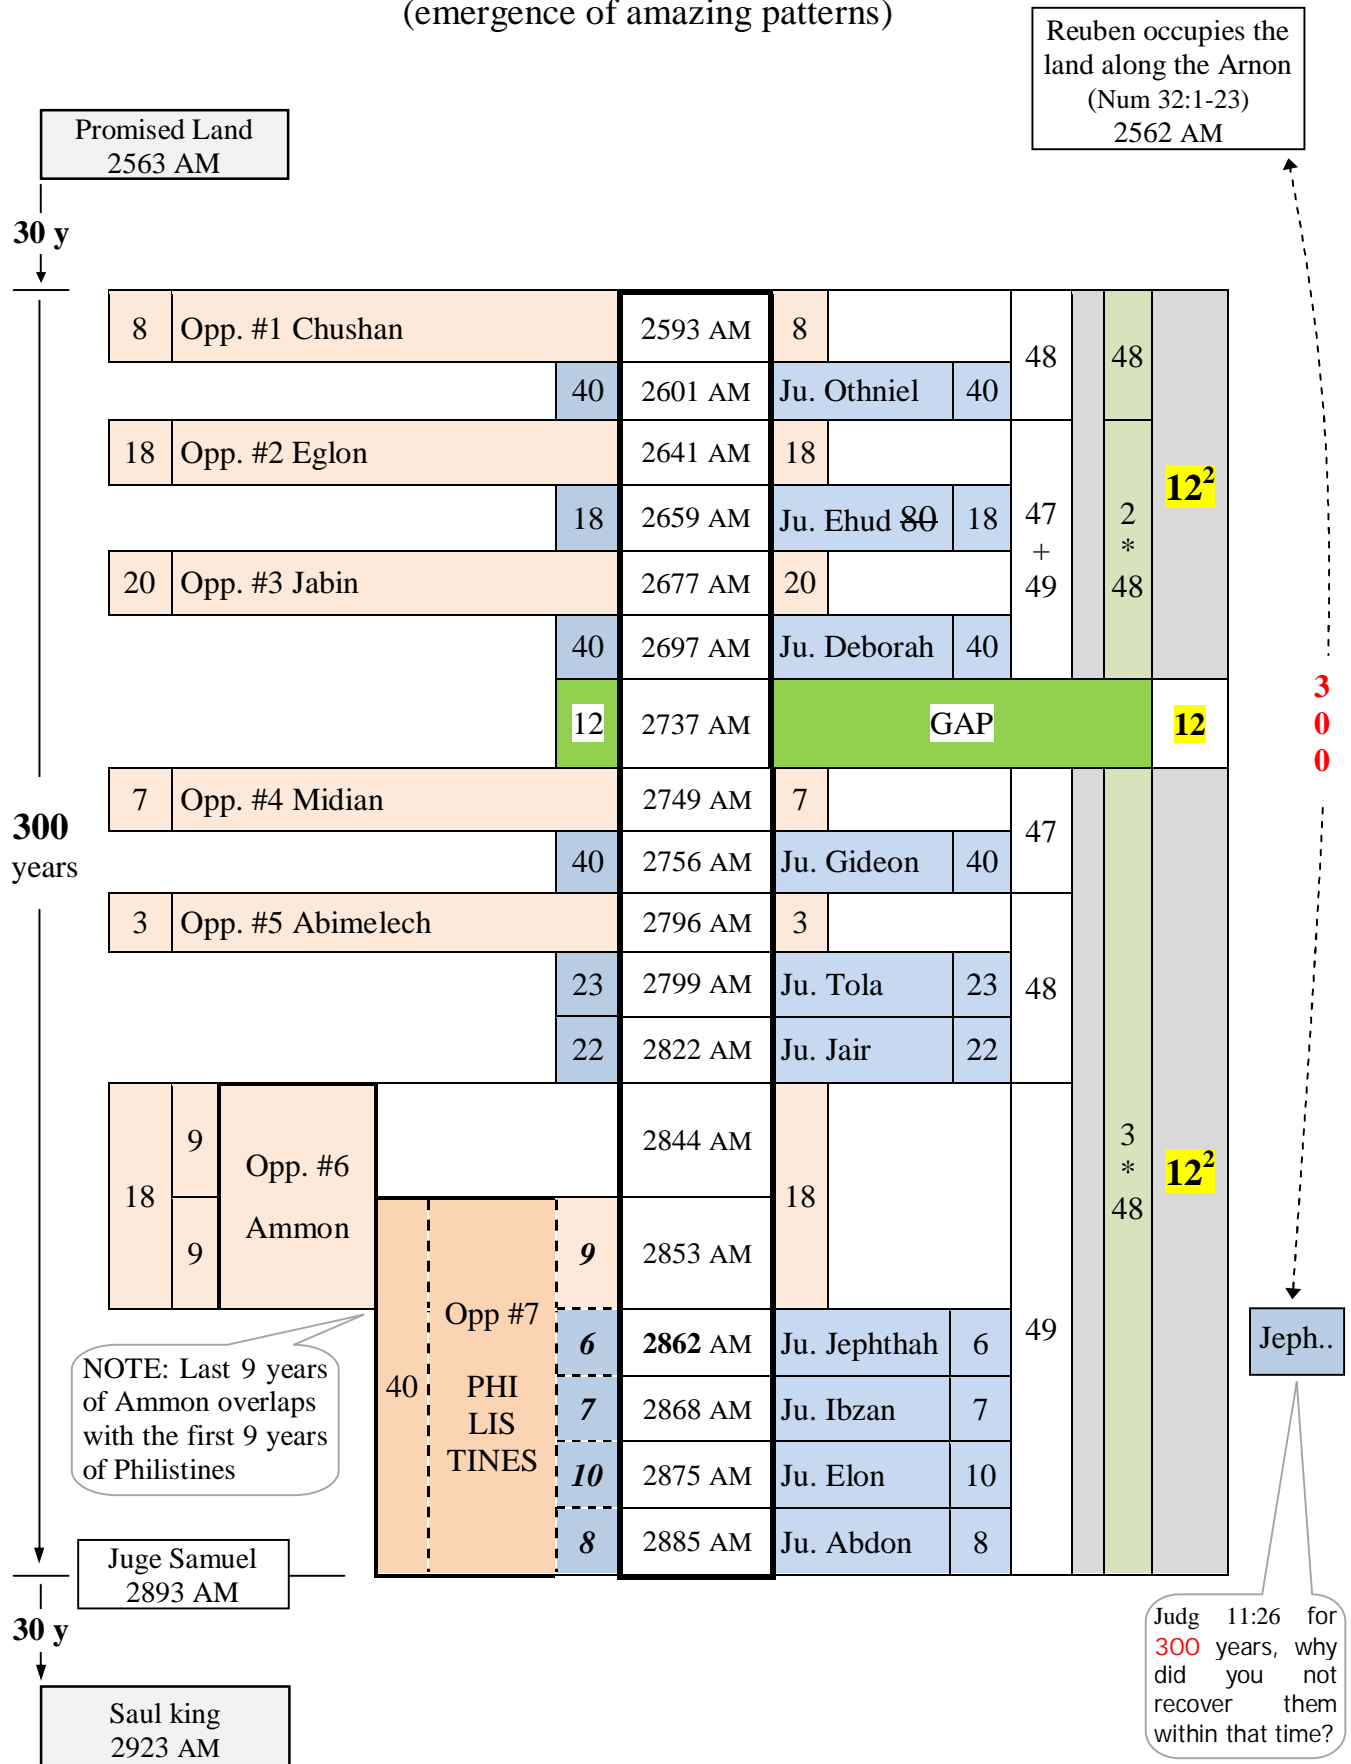 (emergence of amazing patterns)
Reuben occupies the
land along the Arnon
(Num 32:1-23)
2562 AM
Promised Land
2563 AM
30 y
8 Opp. #1 Chushan 2593 AM 8
48 48
40 2601 AM Ju. Othniel 40
18 Opp. #2 Eglon 2641 AM 18
12²
18 2659 AM Ju. Ehud 80 18
47
+
49
2
*
48
20 Opp. #3 Jabin 2677 AM 20
40 2697 AM Ju. Deborah 40
12 2737 AM GAP 12
3
0
0
7 Opp. #4 Midian 2749 AM 7
47
300
years
40 2756 AM Ju. Gideon 40
3 Opp. #5 Abimelech 2796 AM 3
23 2799 AM Ju. Tola 23
48
22 2822 AM Ju. Jair 22
18
9
9
Opp. #6
Ammon
2844 AM
18
3
*
48
12²
9 2853 AM
40
Opp #7
PHI
LIS
TINES
6 2862 AM Ju. Jephthah 6
49
Jeph..
NOTE: Last 9 years
of Ammon overlaps
with the first 9 years
of Philistines
7 2868 AM Ju. Ibzan 7
10 2875 AM Ju. Elon 10
8 2885 AM Ju. Abdon 8
Juge Samuel
2893 AM
30 y
Judg 11:26 for
300 years, why
did you not
recover them
within that time?
Saul king
2923 AM